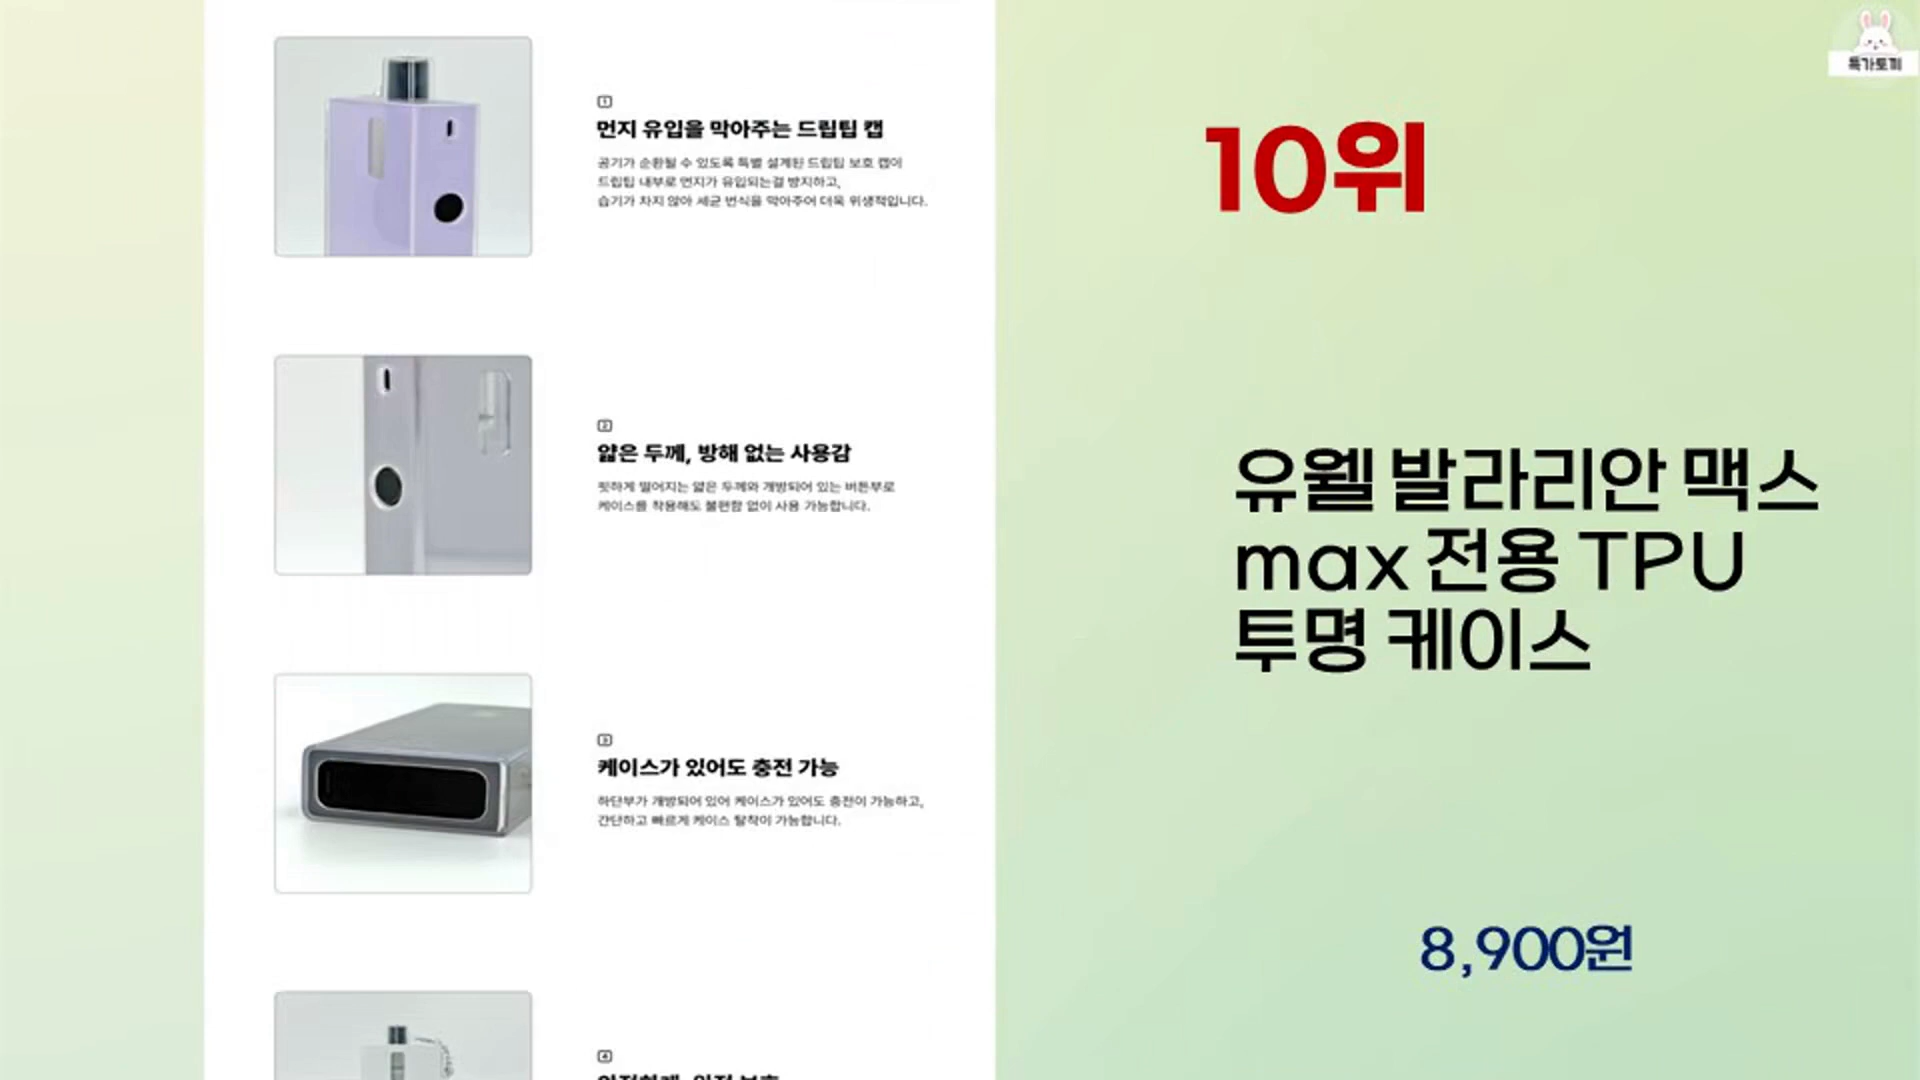 특가토끼
10위
유웰 발라리안 맥스
max 전용 TPU
투명 케이스
8,900원
1
먼지 유입을 막아주는 드립팁 캡
공기가 순환될 수 있도록 특별 설계된 드립팁 보호 캡이
드립팁 내부로 먼지가 유입되는걸 방지하고,
습기가 차지 않아 세균 번식을 막아주어 더욱 위생적입니다.
2
얇은 두께, 방해 없는 사용감
핏하게 떨어지는 얇은 두께와 개방되어 있는 버튼부로
케이스를 착용해도 불편함 없이 사용 가능합니다.
3
케이스가 있어도 충전 가능
하단부가 개방되어 있어 케이스가 있어도 충전이 가능하고,
간단하고 빠르게 케이스 탈착이 가능합니다.
4